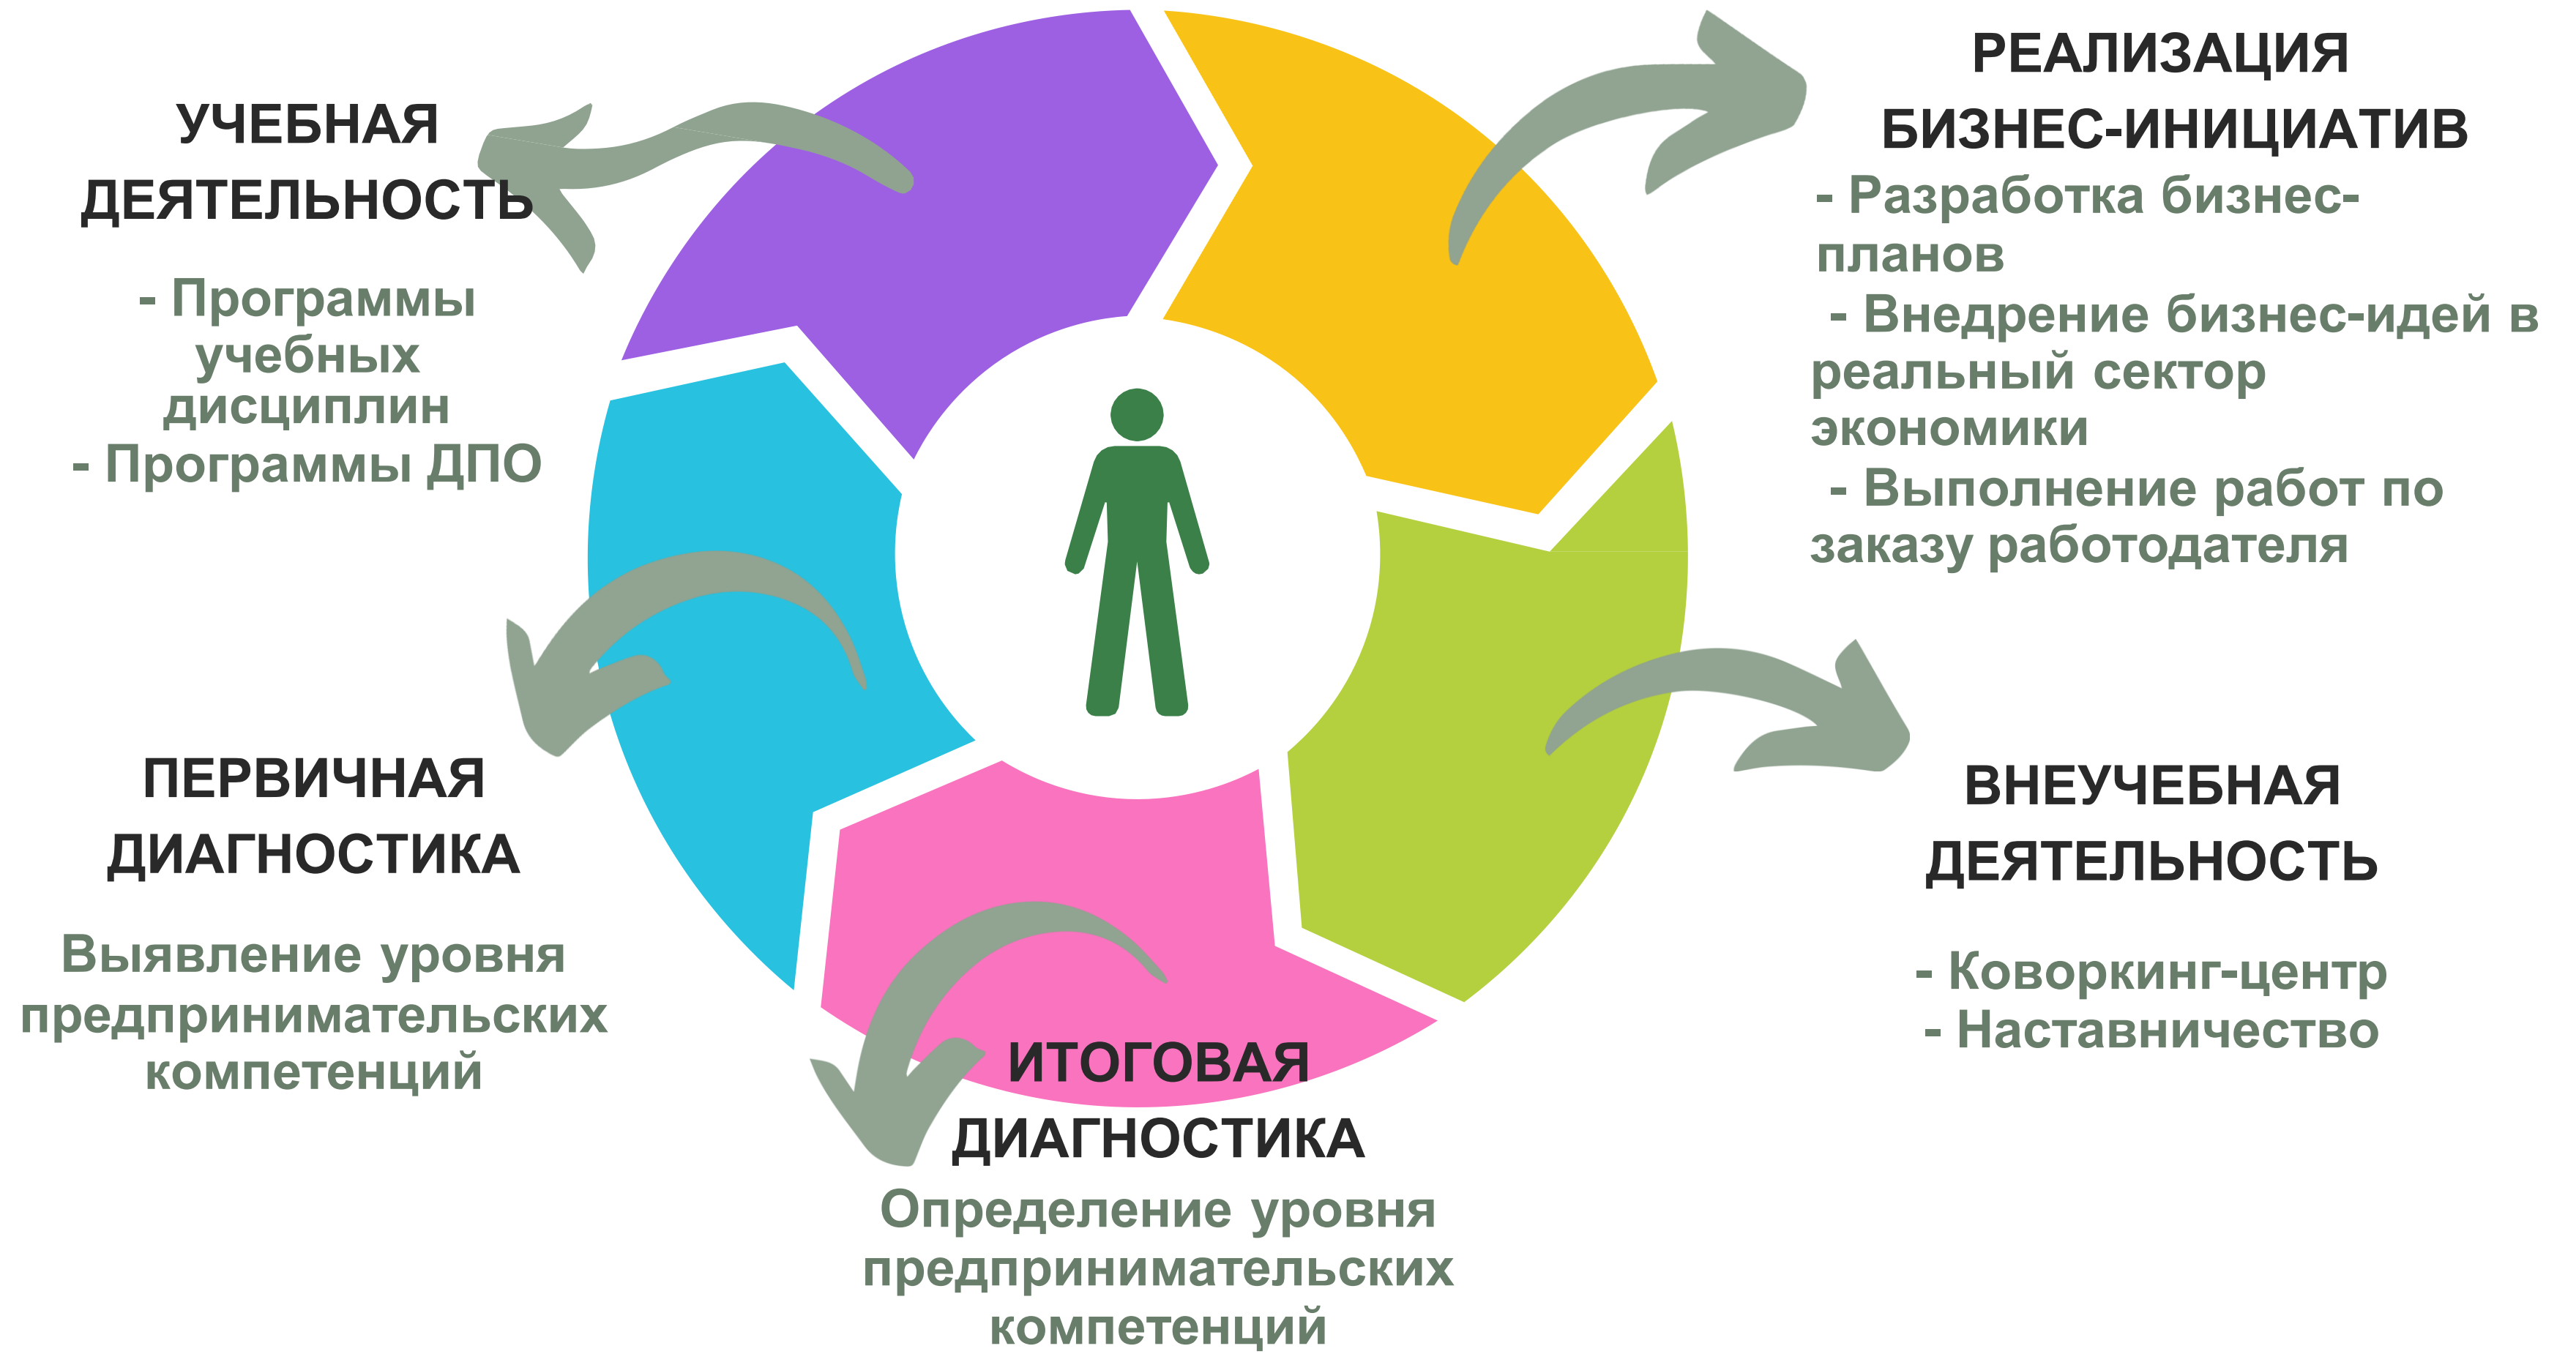 УЧЕБНАЯ
ДЕЯТЕЛЬНОСТЬ
- Программы
учебных
дисциплин
- Программы ДПО
РЕАЛИЗАЦИЯ
БИЗНЕС-ИНИЦИАТИВ
- Разработка бизнес-
планов
- Внедрение бизнес-идей в
реальный сектор
экономики
- Выполнение работ по
заказу работодателя
ПЕРВИЧНАЯ
ДИАГНОСТИКА
Выявление уровня
предпринимательских
компетенций
ВНЕУЧЕБНАЯ
ДЕЯТЕЛЬНОСТЬ
- Коворкинг-центр
- Наставничество
ИТОГОВАЯ
ДИАГНОСТИКА
Определение уровня
предпринимательских
компетенций